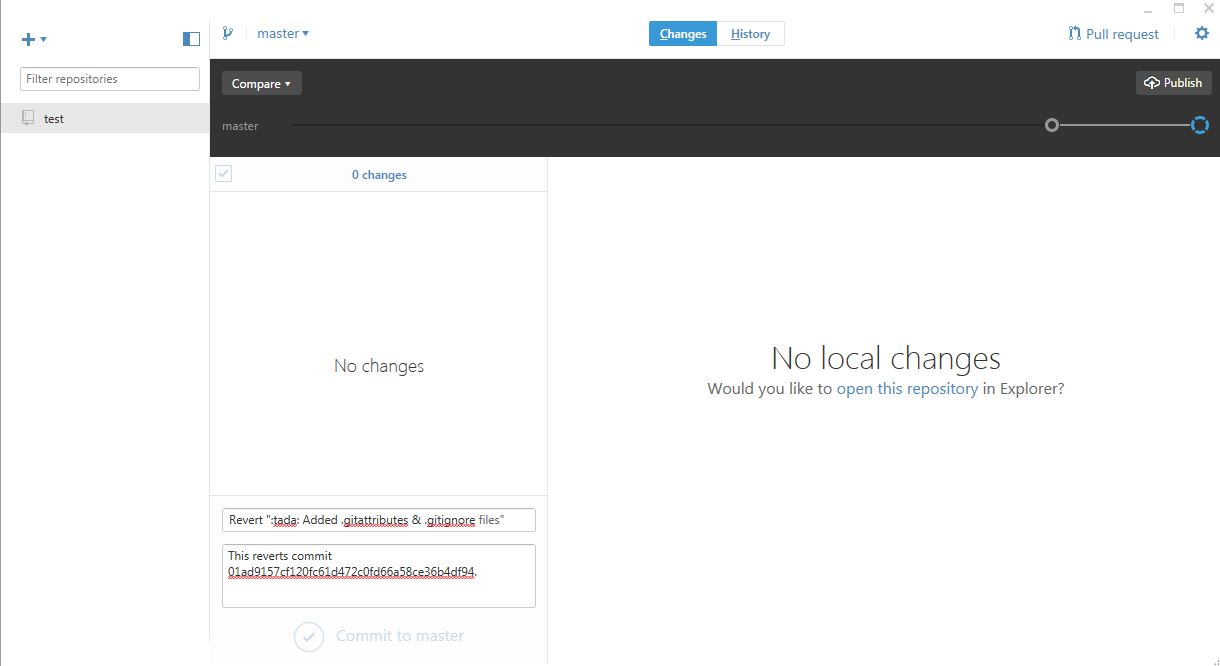 master
Changes
History
Pull request
Filter repositories
test
Compare
Publish
master
0 changes
No changes
No local changes
Would you like to open this repository in Explorer?
Revert ":tada: Added .gitattributes & .gitignore files"
This reverts commit
01ad9157cf120fc61d472c0fd66a58ce36b4df94.
Commit to master